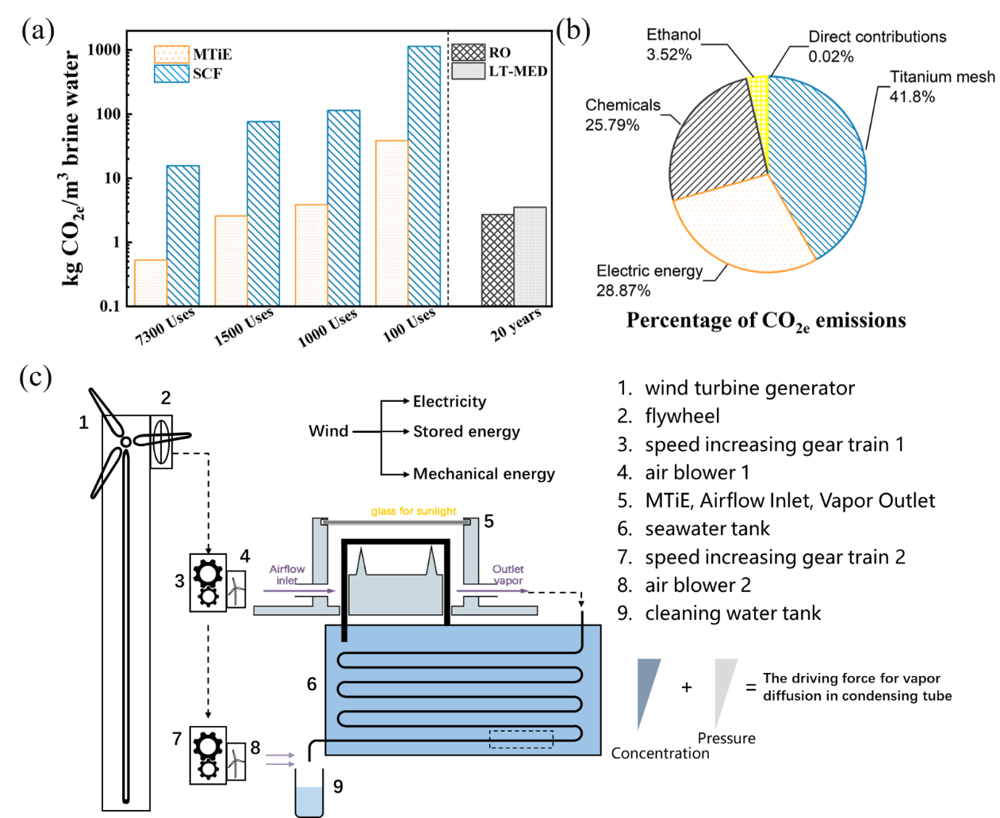 (a)
kg CO2e/m3 brine water
1000
100
10
1
0.1
MTiE
SCF
RO
LT-MED
7300 Uses
1500 Uses
1000 Uses
100 Uses
20 years
(b)
Ethanol
3.52%
Direct contributions
0.02%
Titanium mesh
41.8%
Chemicals
25.79%
Electric energy
28.87%
Percentage of CO2e emissions
(c)
1
2
Wind
Electricity
Stored energy
Mechanical energy
glass for sunlight
5
3
4
Airflow
inlet
Outlet
vapor
6
7
8
9
1. wind turbine generator
2. flywheel
3. speed increasing gear train 1
4. air blower 1
5. MTiE, Airflow Inlet, Vapor Outlet
6. seawater tank
7. speed increasing gear train 2
8. air blower 2
9. cleaning water tank
+
=
The driving force for vapor
diffusion in condensing tube
Concentration
Pressure